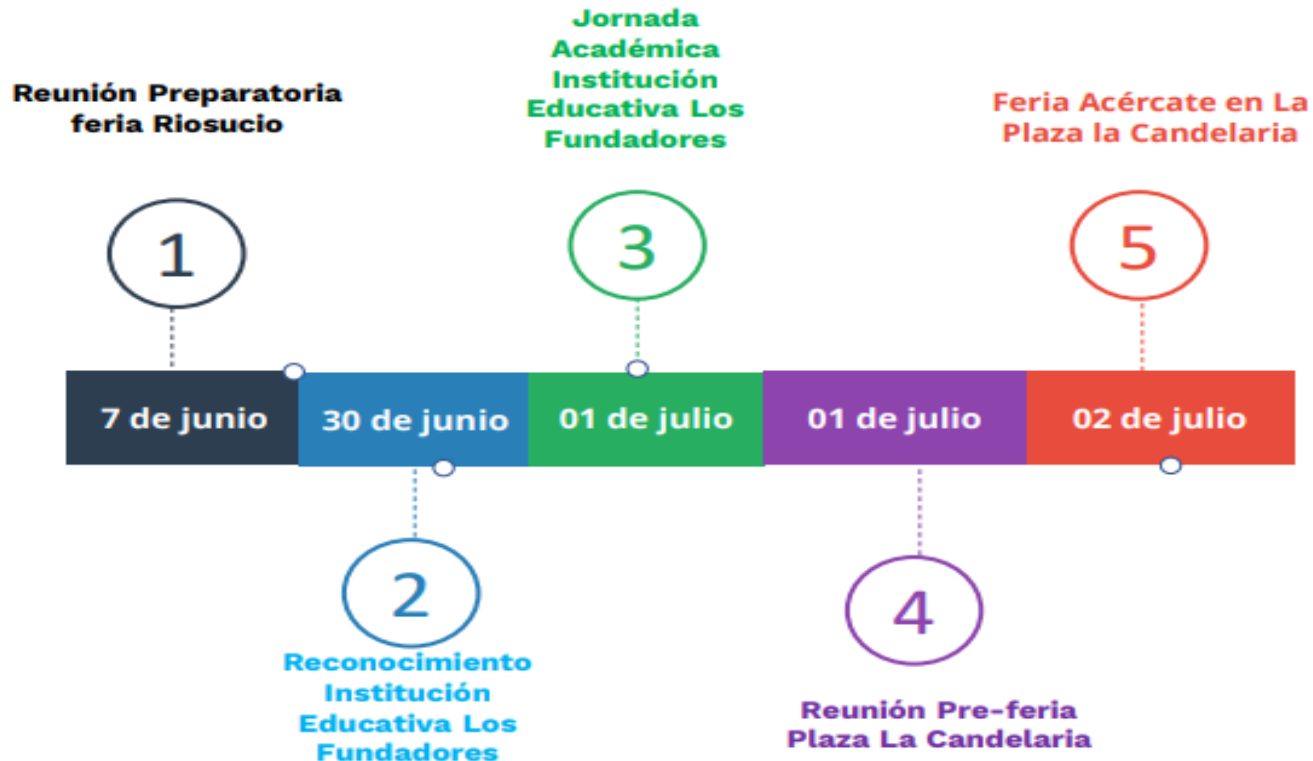 Reunión Preparatoria
feria Riosucio
1
7 de junio
30 de junio
2
Reconocimiento
Institución
Educativa Los
Fundadores
Jornada
Académica
Institución
Educativa Los
Fundadores
3
01 de julio
01 de julio
4
Reunión Pre-feria
Plaza La Candelaria
Feria Acércate en La
Plaza la Candelaria
5
02 de julio